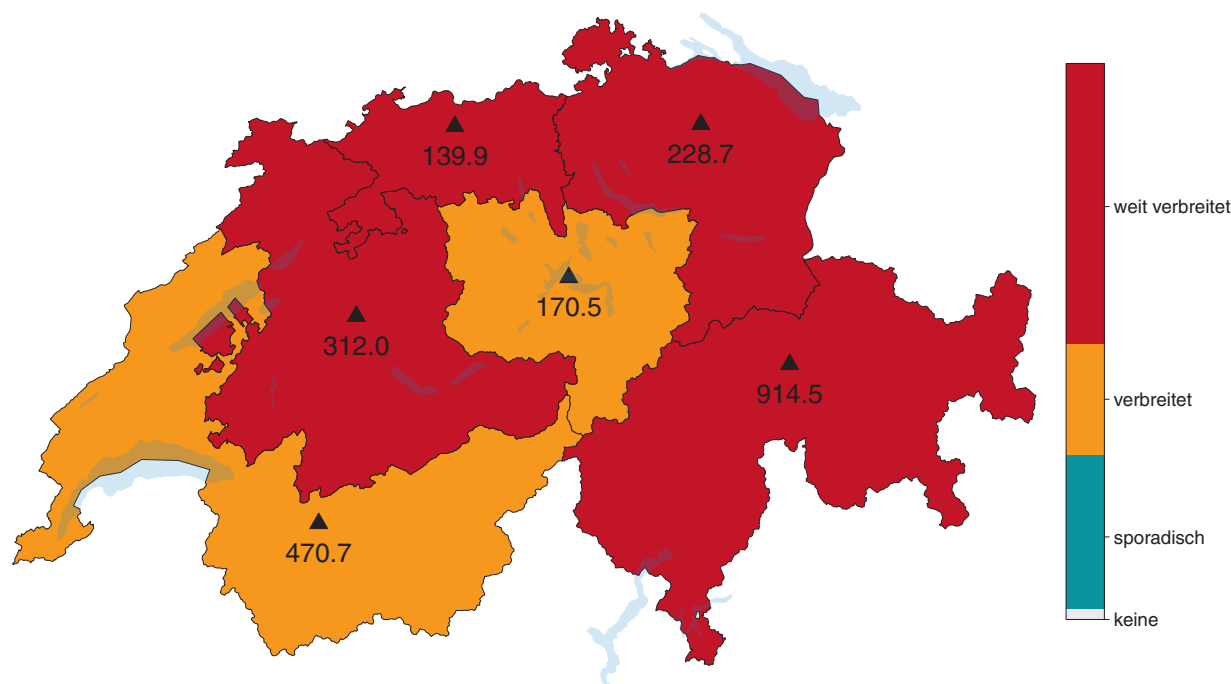 139.9
228.7
170.5
312.0
914.5
470.7
weit verbreitet
verbreitet
sporadisch
keine